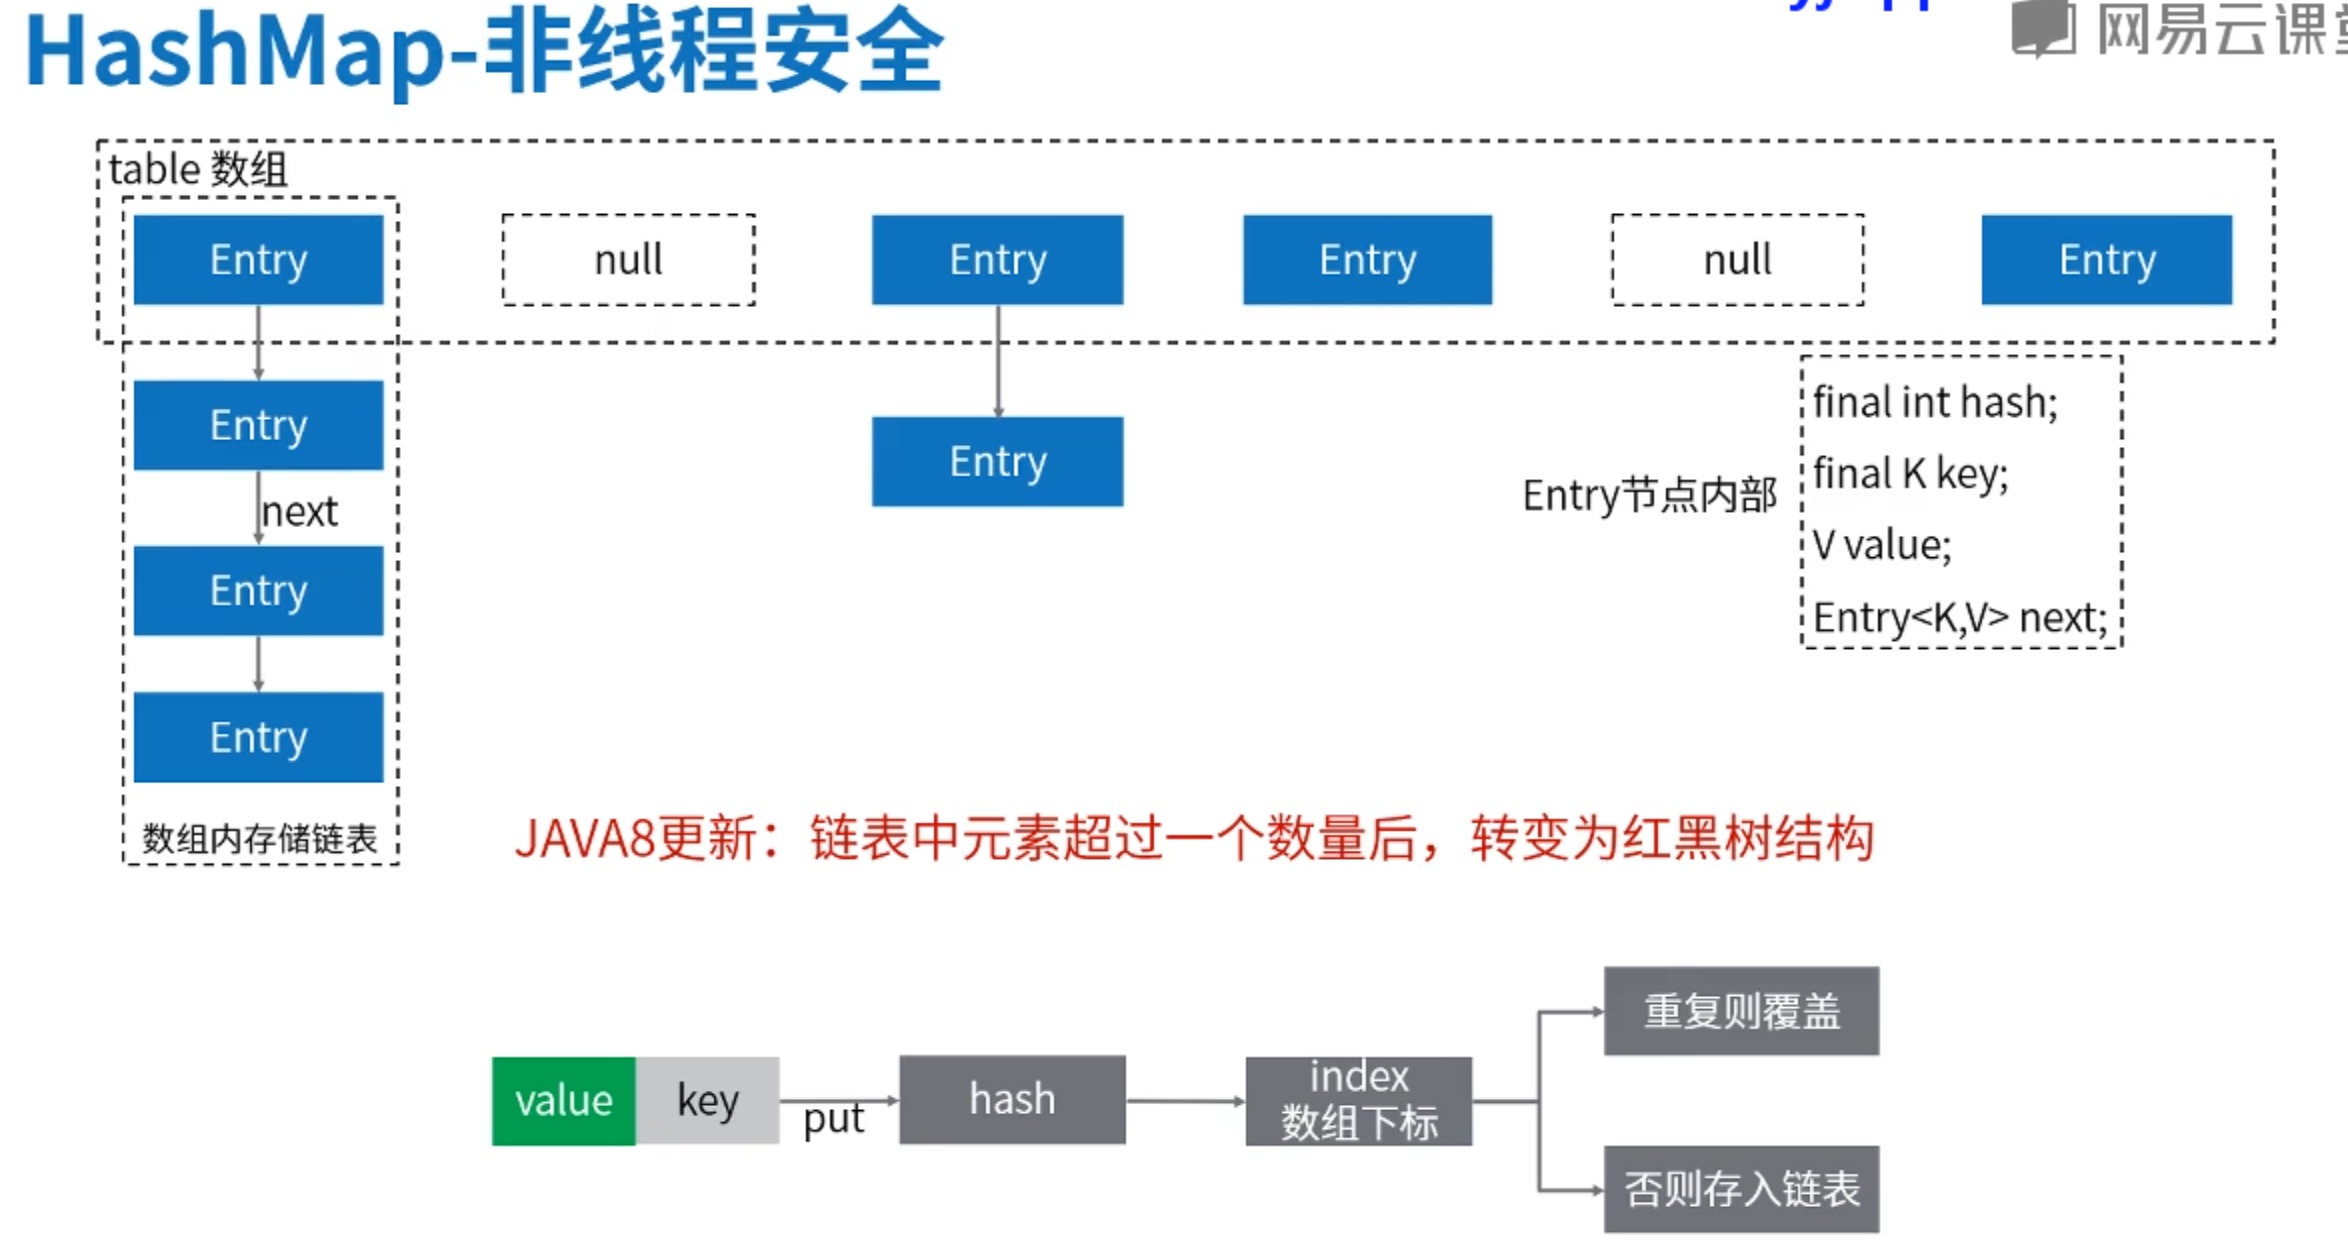 HashMap-非线程安全
网易云课堂
table 数组
Entry
null
Entry
Entry
null
Entry
Entry
next
Entry
Entry
数组内存储链表
Entry
Entry节点内部
final int hash;
final K key;
V value;
Entry<K,V> next;
JAVA8更新：链表中元素超过一个数量后，转变为红黑树结构
value
key
put
hash
index
数组下标
重复则覆盖
否则存入链表